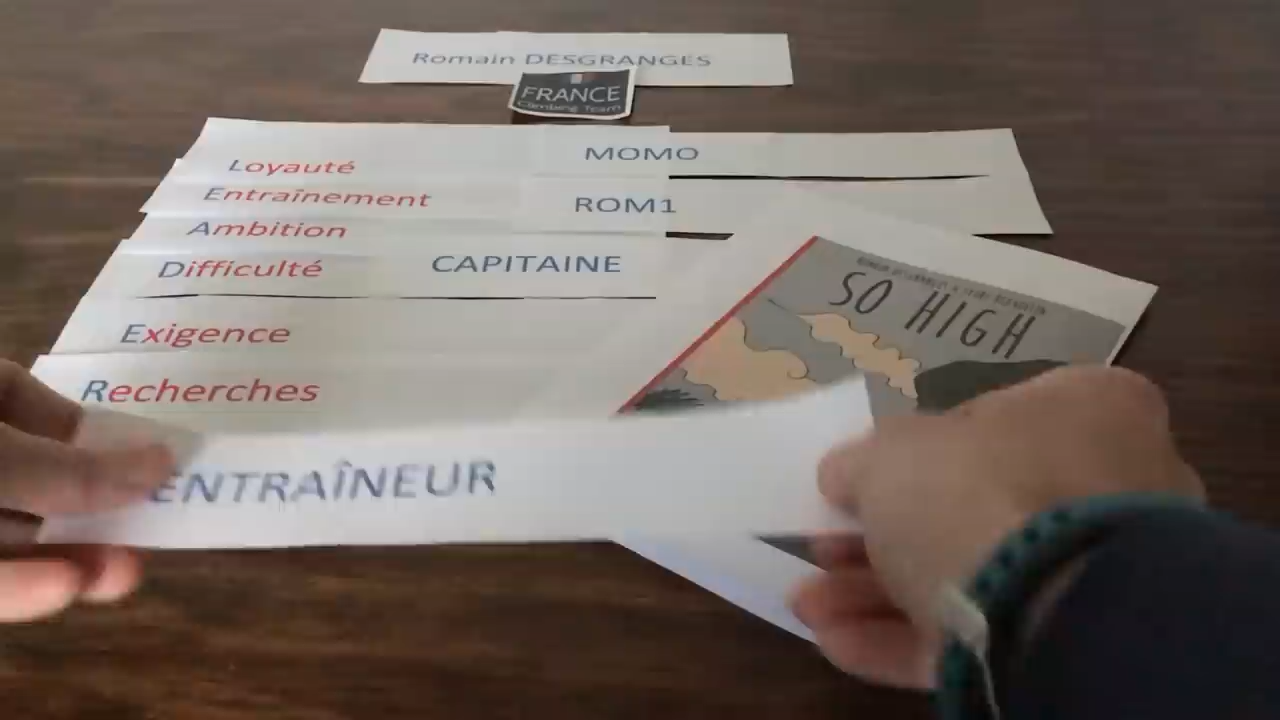 Romain DESGRANGES
FRANCE
Climbing Team
Loyauté
MOMO
Entraînement
ROM1
Ambition
Difficulté
CAPITAINE
Exigence
Recherches
SO HIGH
ENTRAÎNEUR